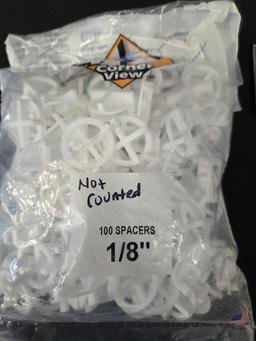 Corner
View
Not
Counted
100 SPACERS
1/8"